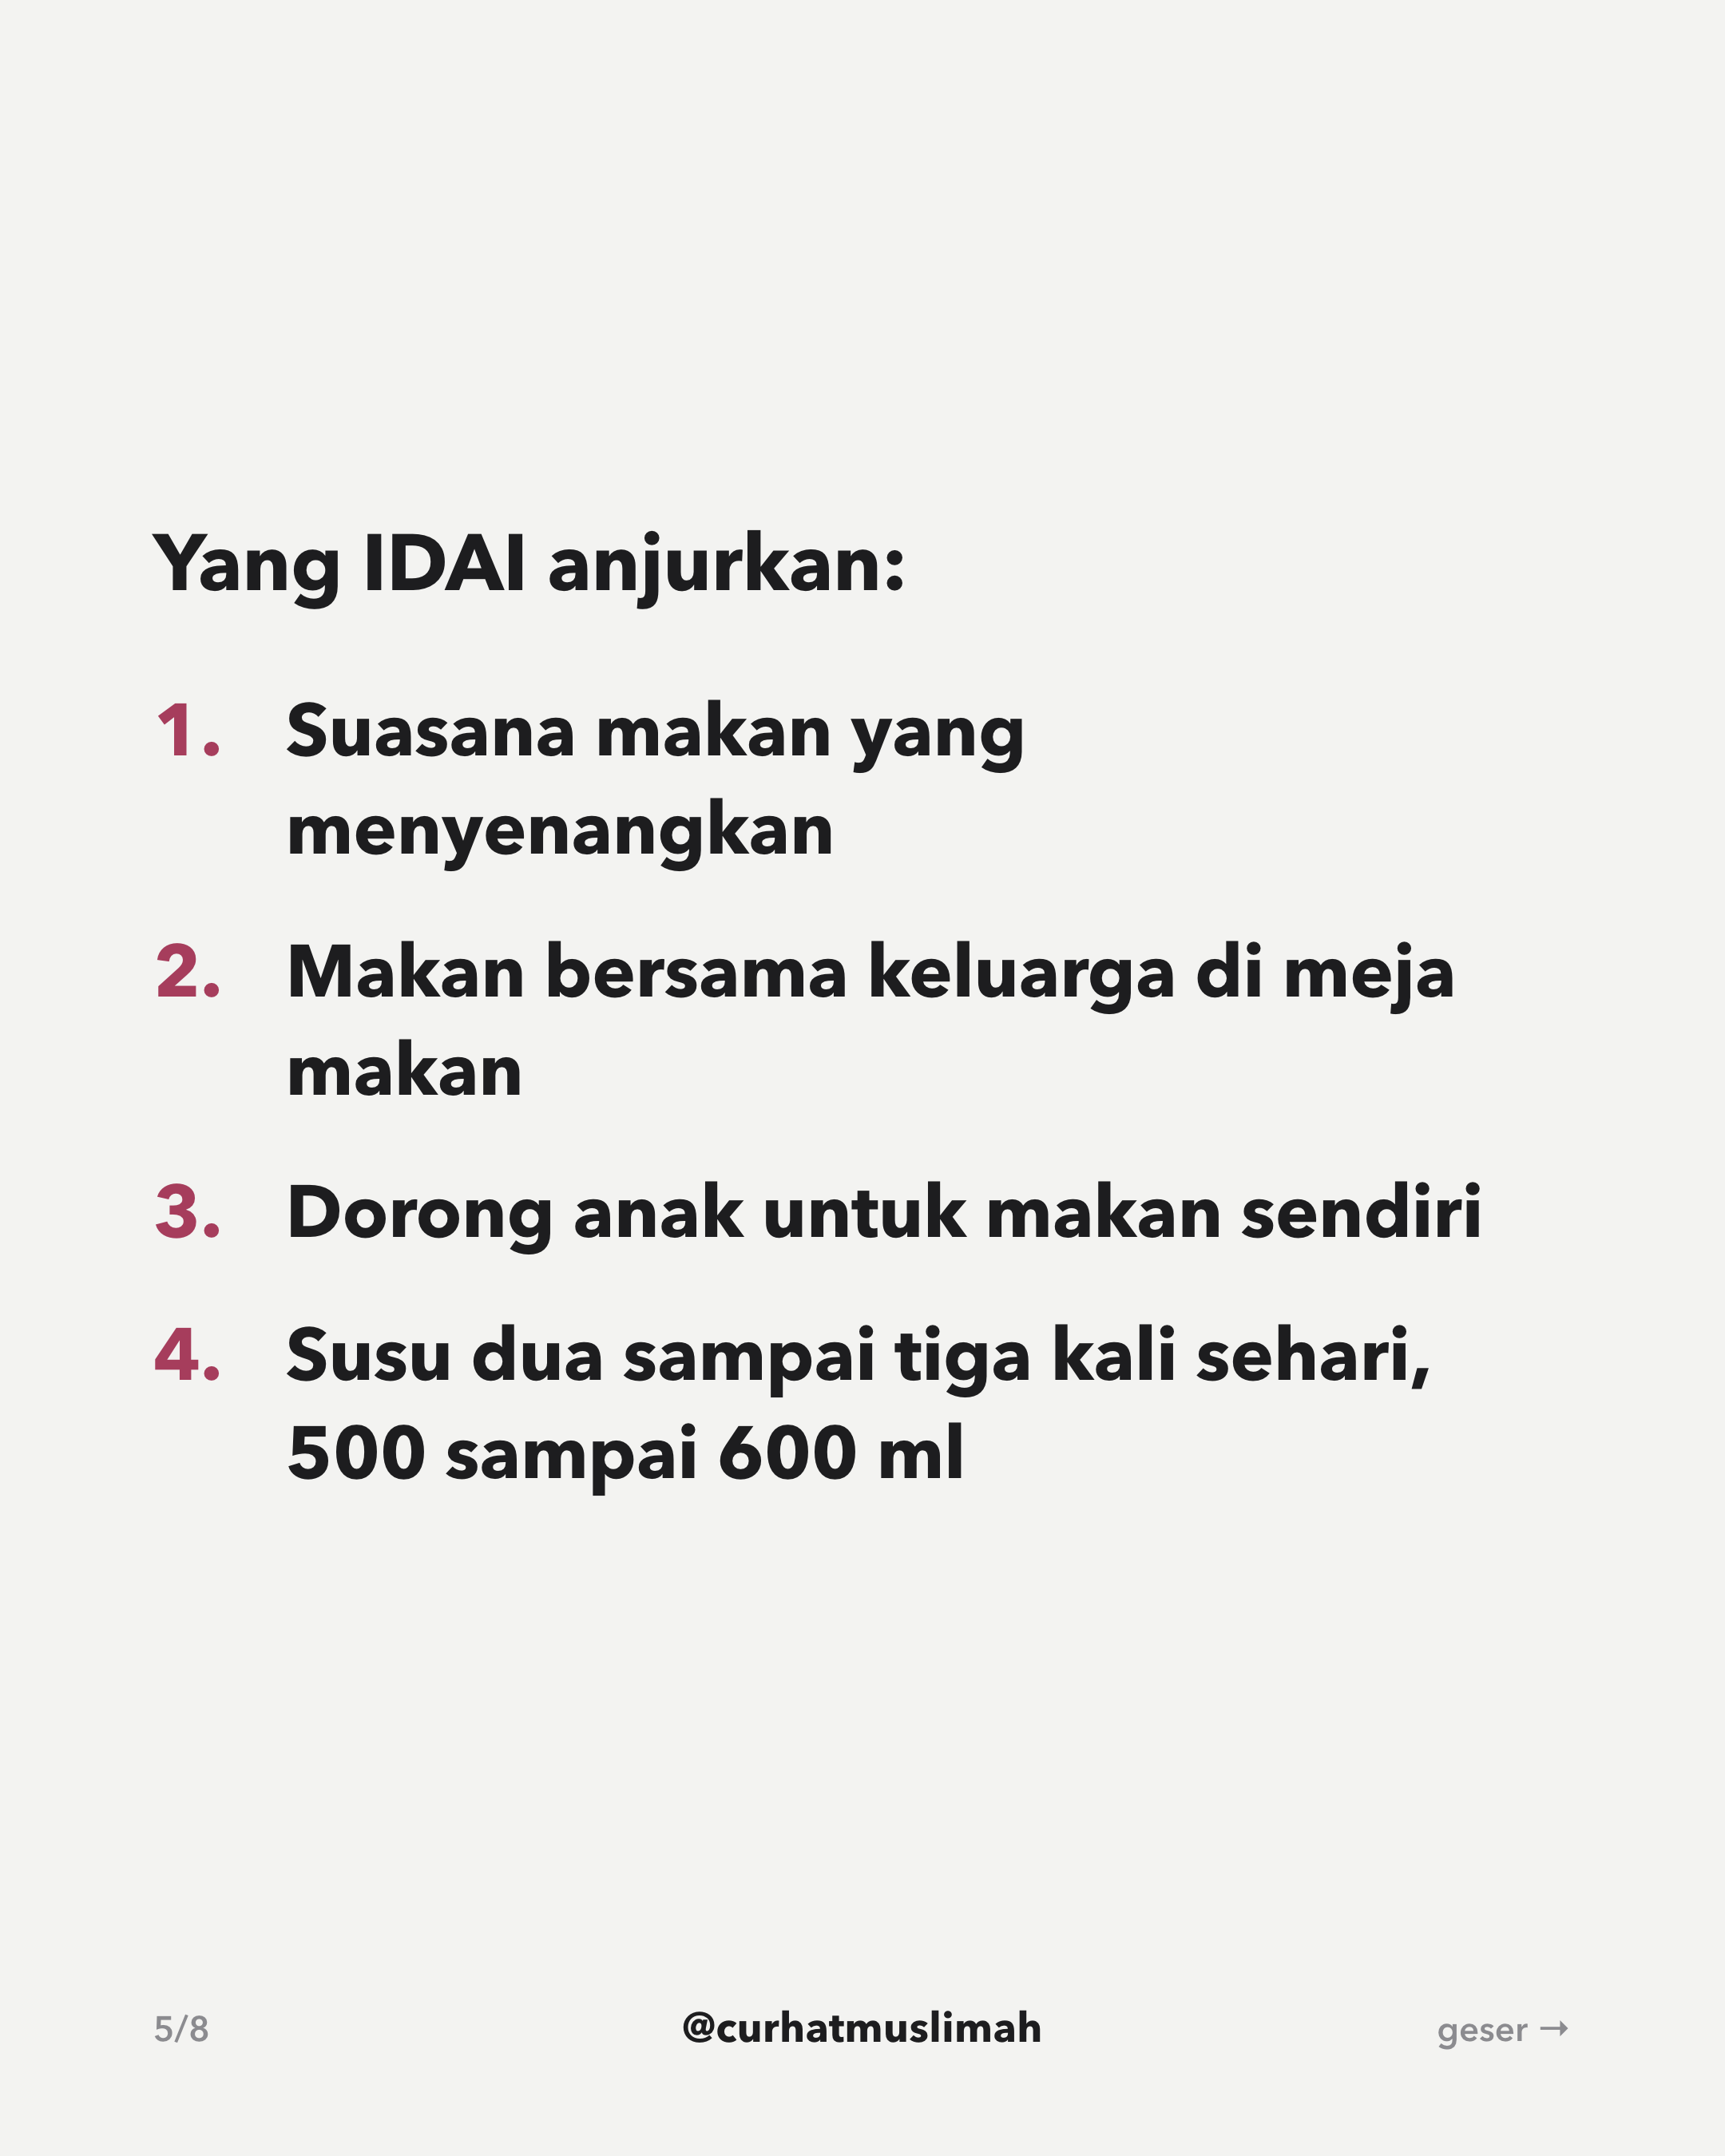 Yang IDAI anjurkan:
1. Suasana makan yang
menyenangkan
2. Makan bersama keluarga di meja
makan
3. Dorong anak untuk makan sendiri
4. Susu dua sampai tiga kali sehari,
500 sampai 600 ml
5/8 @curhatmuslimah geser →